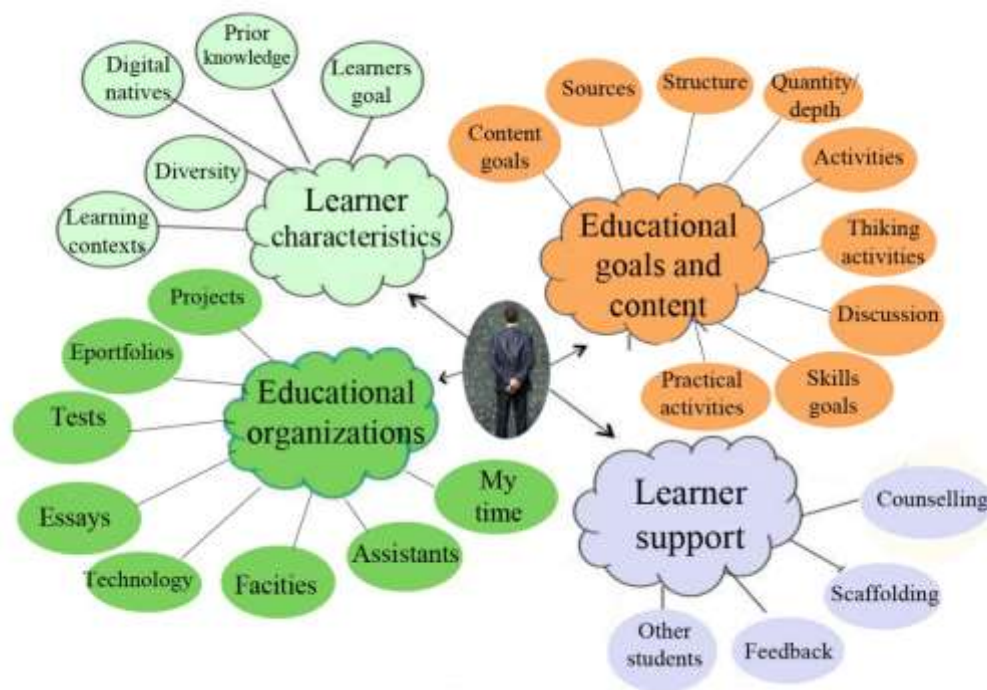 Prior
knowledge
Digital
natives
Learners
goal
Diversity
Learning
contexts
Learner
characteristics
Content
goals
Sources
Structure
Quantity/
depth
Activities
Thiking
activities
Discussion
Skills
goals
Practical
activities
Educational
goals and
content
Projects
Eportfolios
Tests
Essays
Technology
Facities
Assistants
My
time
Educational
organizations
Learner
support
Counselling
Scaffolding
Feedback
Other
students